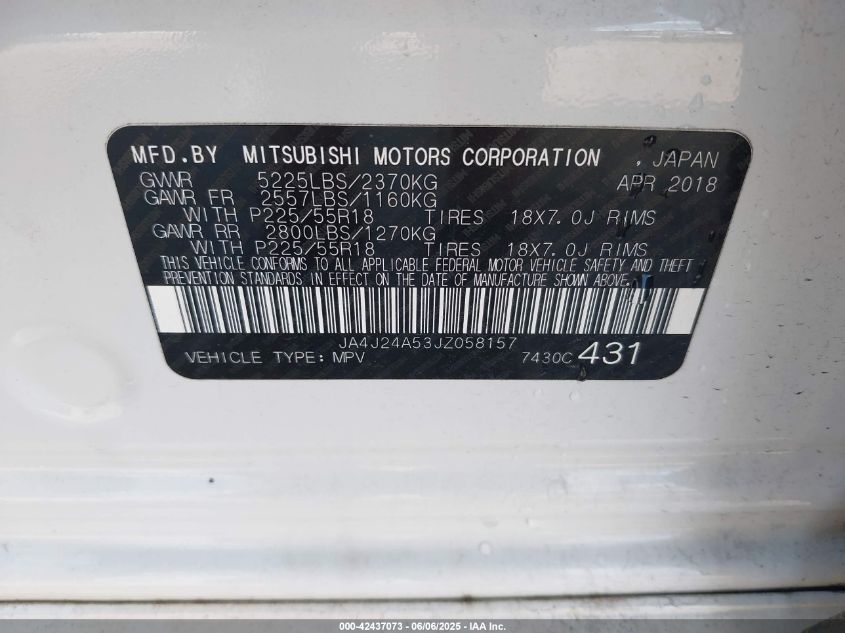 MFD.BY MITSUBISHI MOTORS CORPORATION , JAPAN
GVWR 5225LBS/2370KG APR 2018
GAWR FR 2557LBS/1160KG
WITH P225/55R18 TIRES 18X7.0J RIMS
GAWR RR 2800LBS/1270KG
WITH P225/55R18 TIRES 18X7.0J RIMS
THIS VEHICLE CONFORMS TO ALL APPLICABLE FEDERAL MOTOR VEHICLE SAFETY AND THEFT
PREVENTION STANDARDS IN EFFECT ON THE DATE OF MANUFACTURE SHOWN ABOVE.
JA4J24A53JZ058157
VEHICLE TYPE: MPV 7430C 431
000-42437073 - 06/06/2025 - IAA Inc.